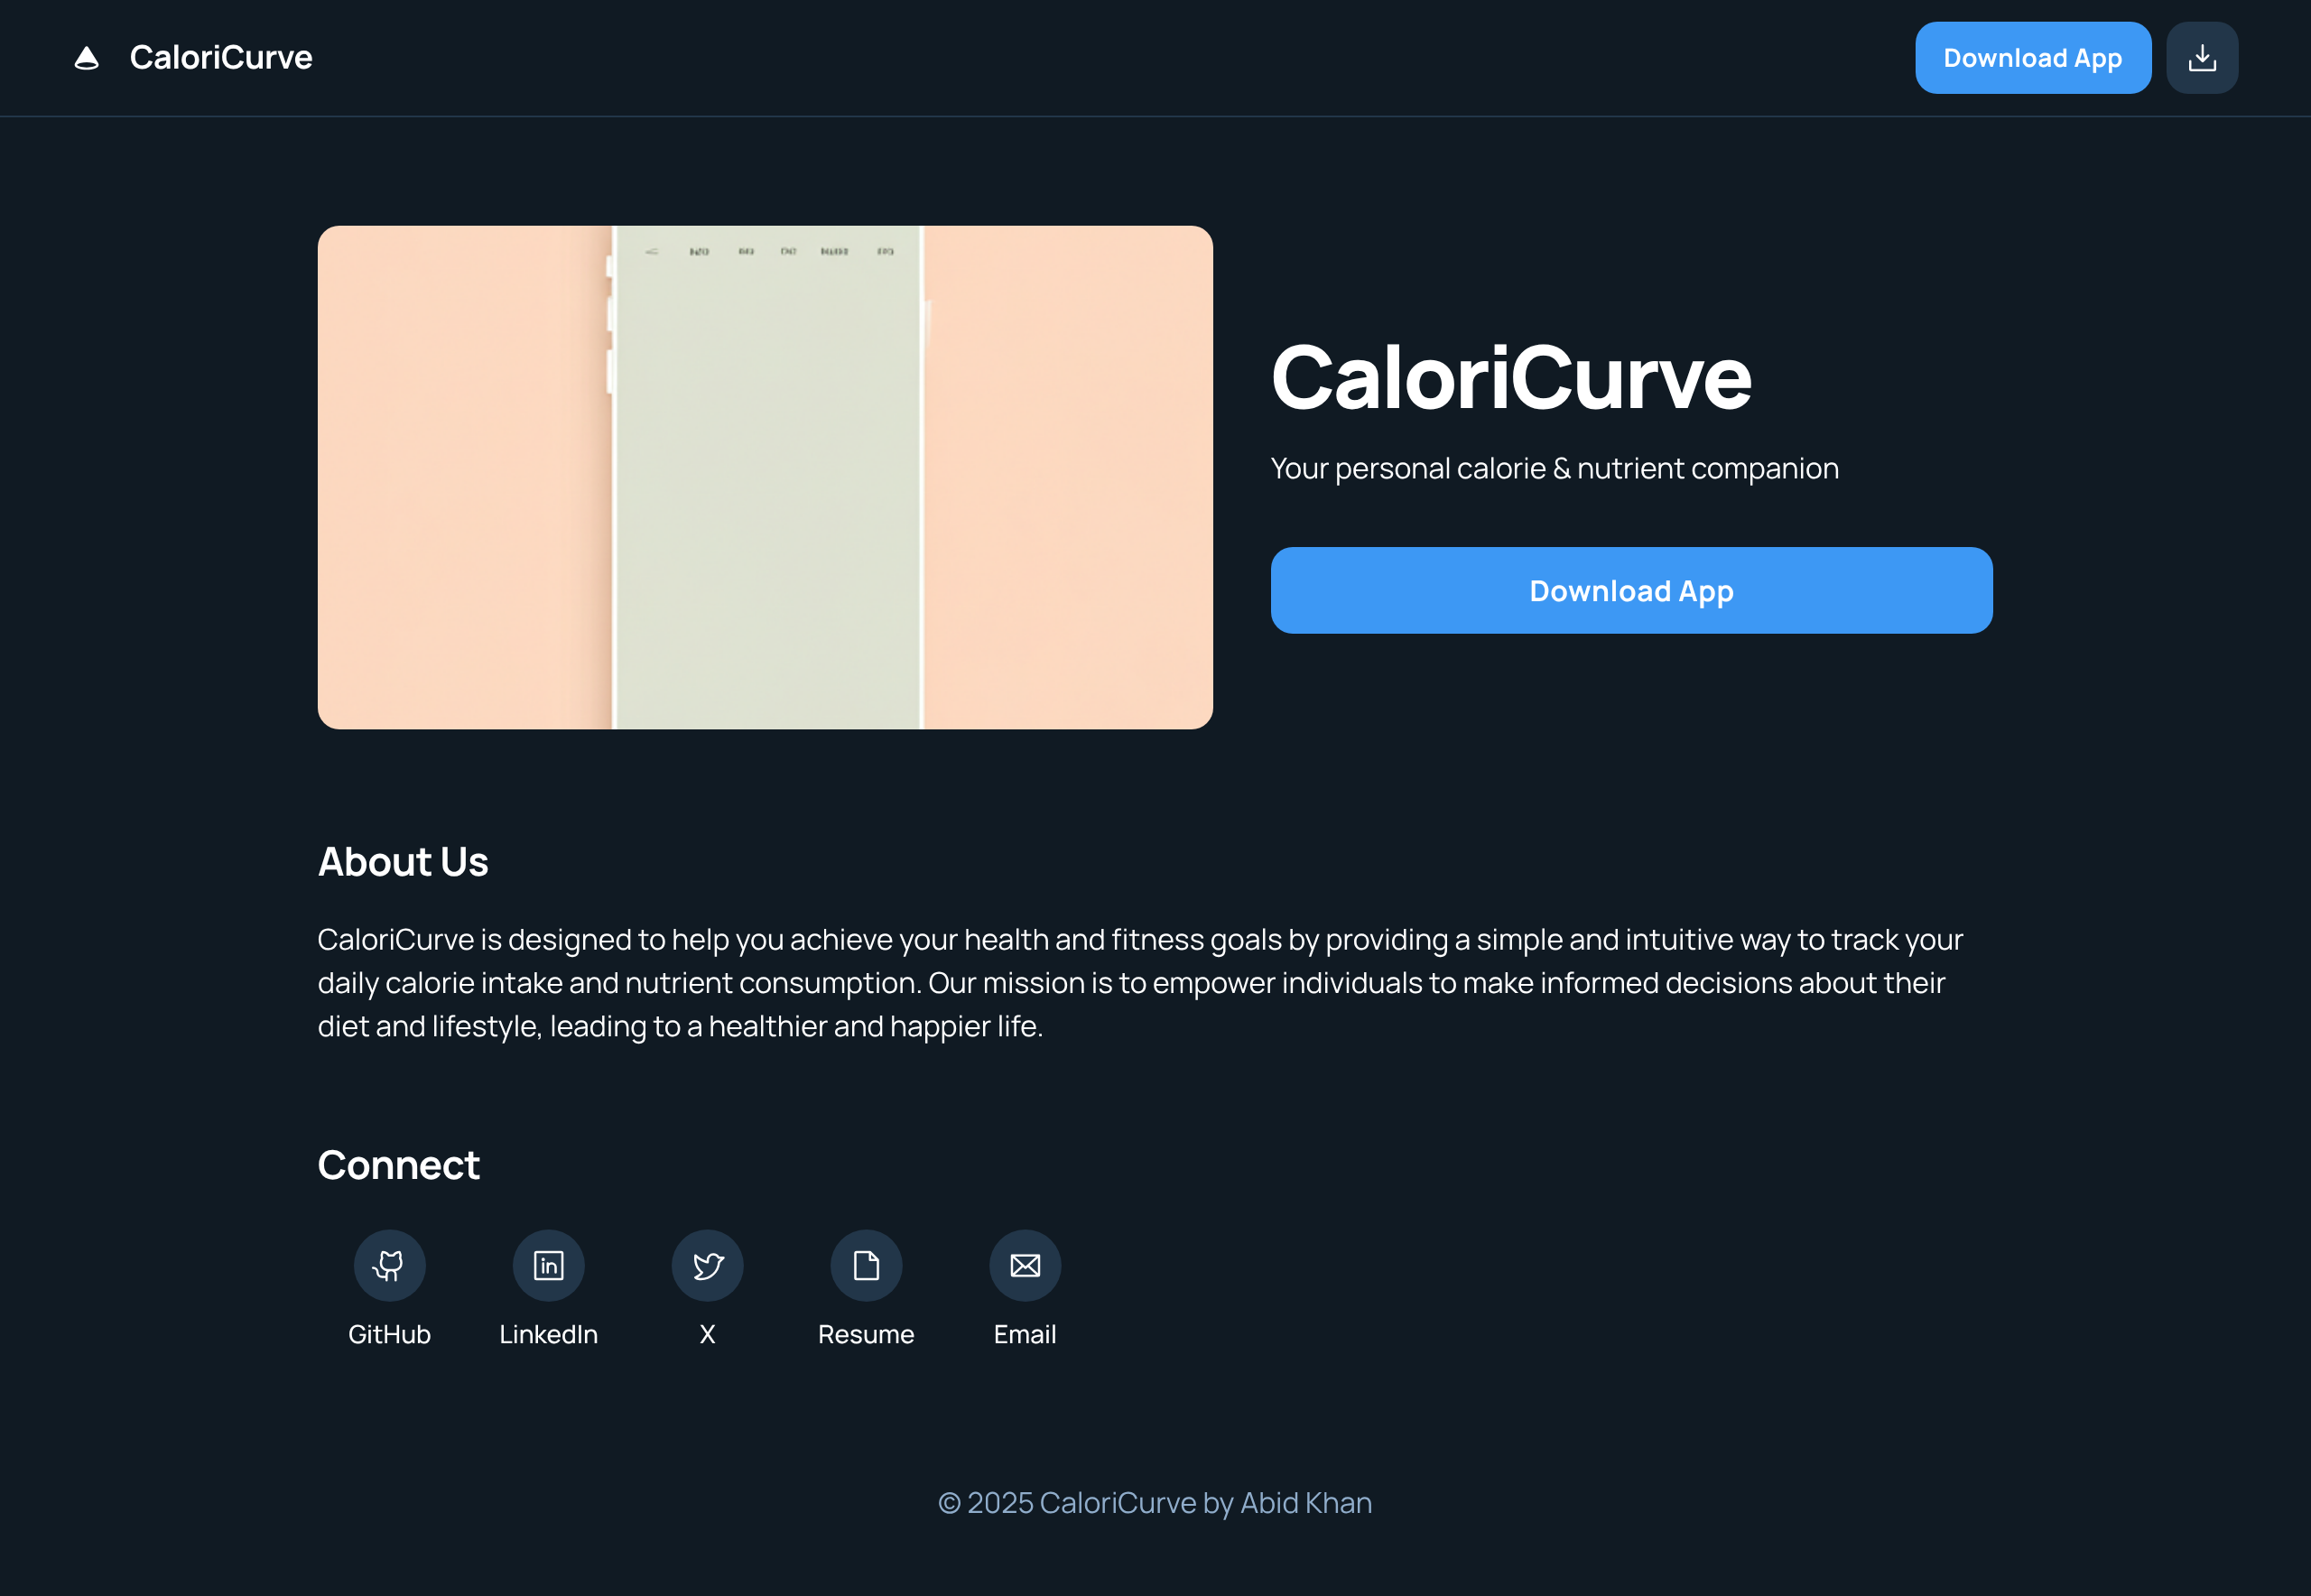 CaloriCurve
Download App
CaloriCurve
Your personal calorie & nutrient companion
Download App
About Us
CaloriCurve is designed to help you achieve your health and fitness goals by providing a simple and intuitive way to track your
daily calorie intake and nutrient consumption. Our mission is to empower individuals to make informed decisions about their
diet and lifestyle, leading to a healthier and happier life.
Connect
GitHub
LinkedIn
X
Resume
Email
© 2025 CaloriCurve by Abid Khan